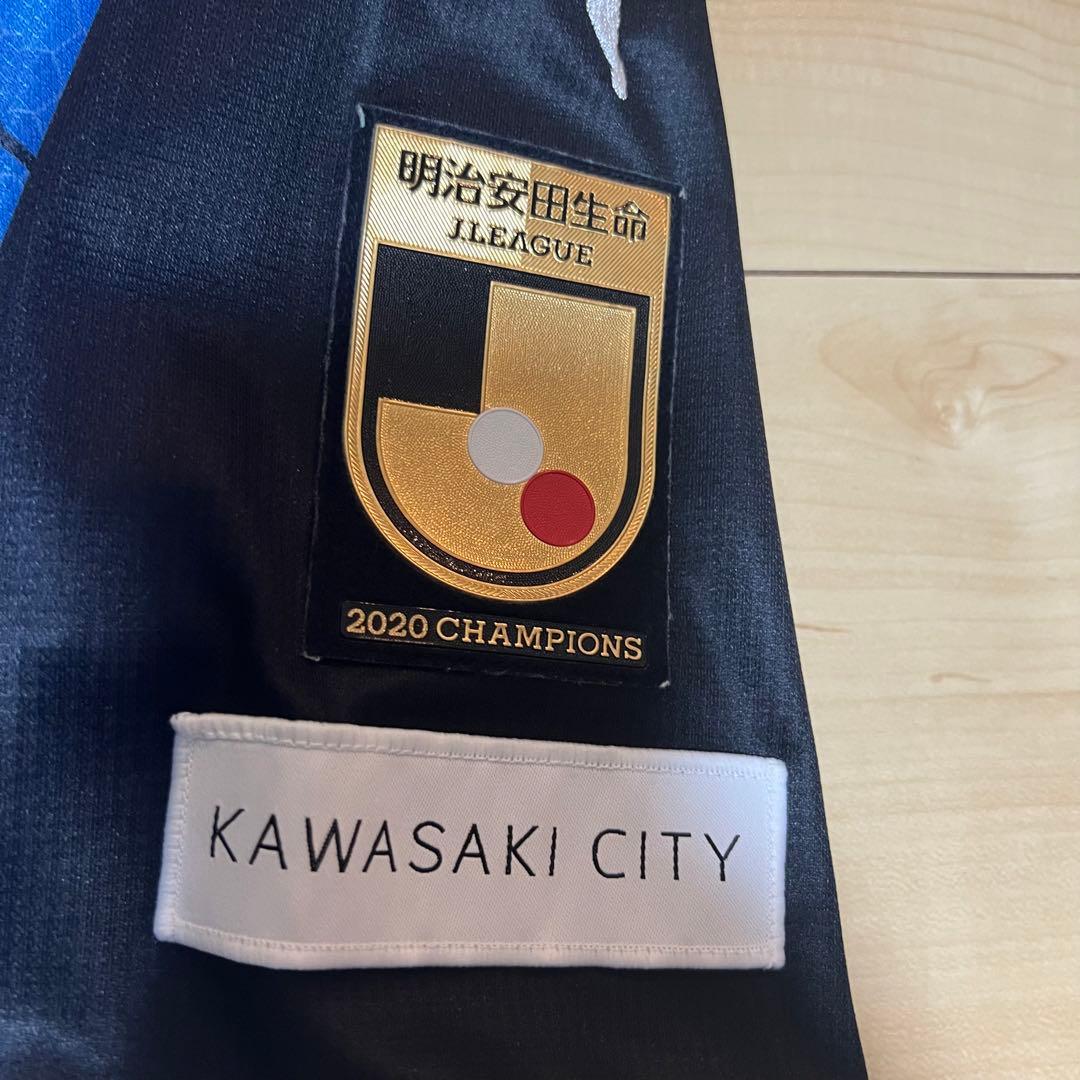 明治安田生命
J.LEAGUE
2020 CHAMPIONS
KAWASAKI CITY